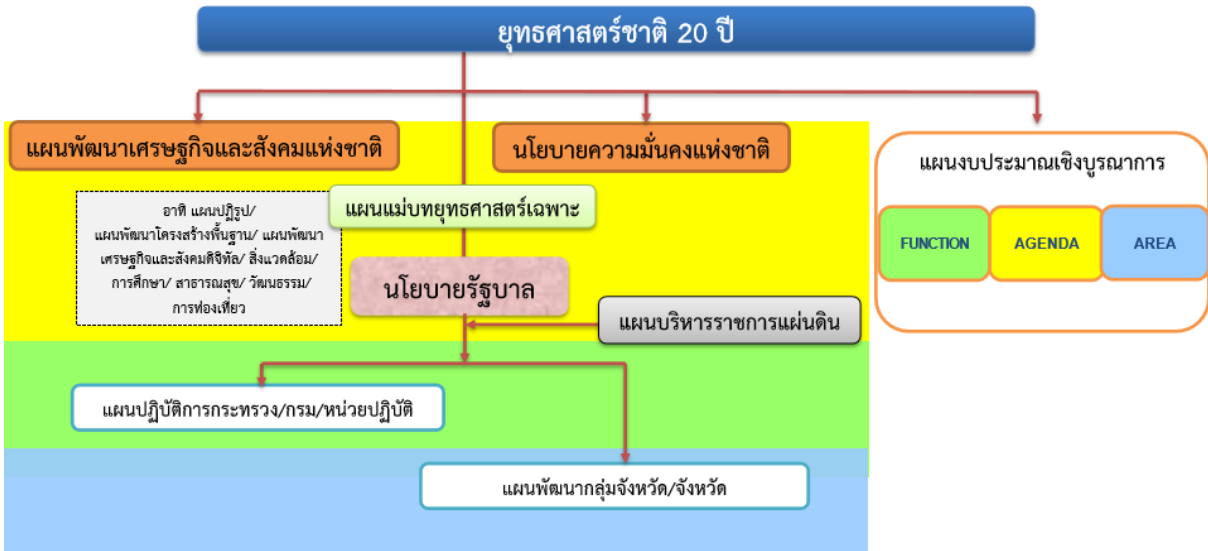 ยุทธศาสตร์ชาติ 20 ปี
แผนพัฒนาเศรษฐกิจและสังคมแห่งชาติ
นโยบายความมั่นคงแห่งชาติ
แผนงบประมาณเชิงบูรณาการ
อาทิ แผนปฏิรูป/
แผนพัฒนาโครงสร้างพื้นฐาน/ แผนพัฒนา
เศรษฐกิจและสังคมดิจิทัล/ สิ่งแวดล้อม/
การศึกษา/ สาธารณสุข/ วัฒนธรรม/
การท่องเที่ยว
แผนแม่บทยุทธศาสตร์เฉพาะ
FUNCTION
AGENDA
AREA
นโยบายรัฐบาล
แผนบริหารราชการแผ่นดิน
แผนปฏิบัติการกระทรวง/กรม/หน่วยปฏิบัติ
แผนพัฒนากลุ่มจังหวัด/จังหวัด